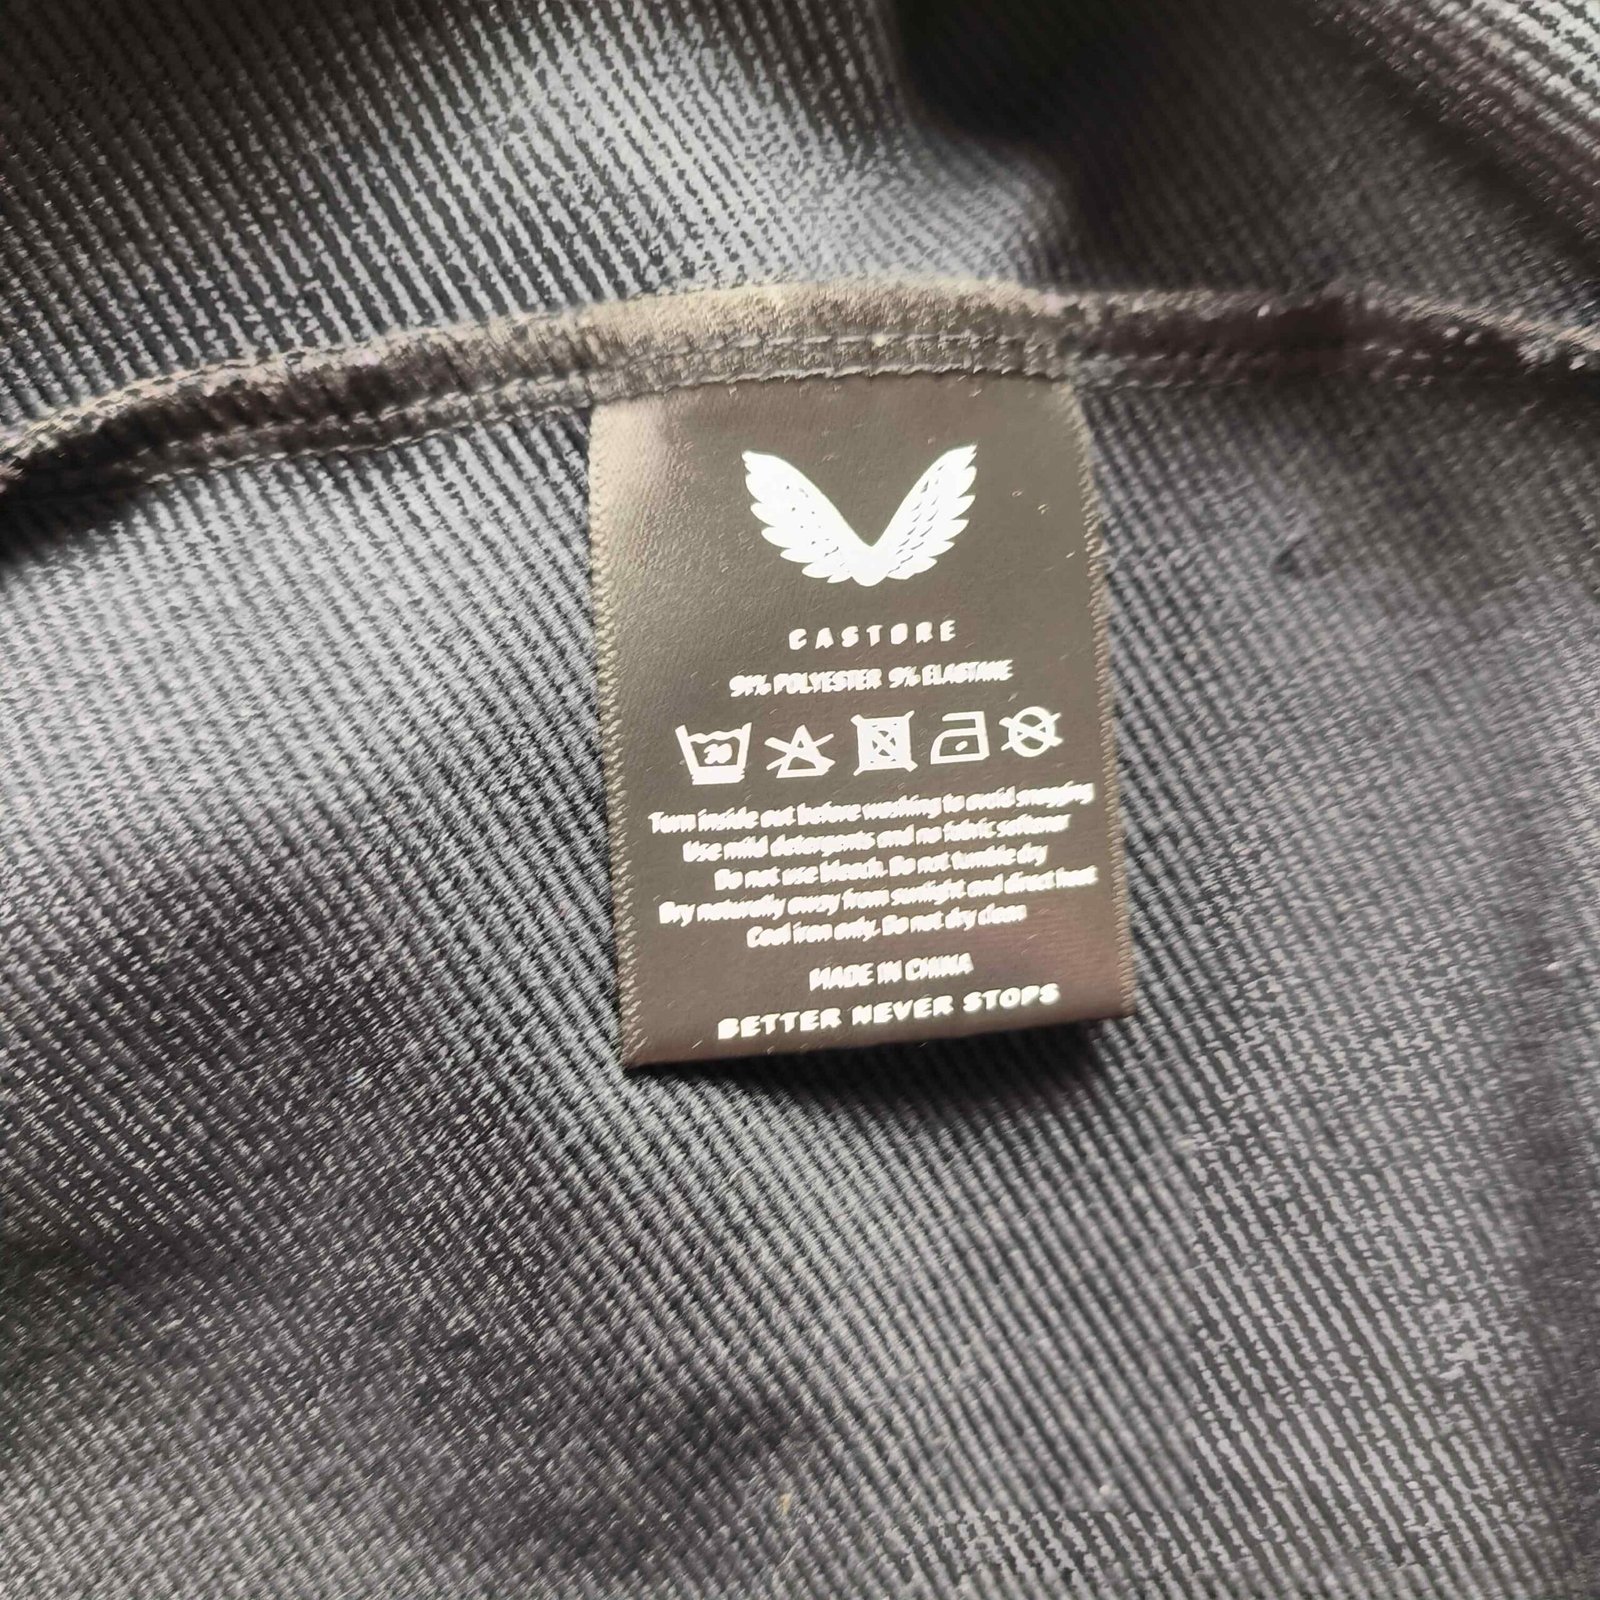 CASTORE
91% POLYESTER 9% ELASTANE
30
Turn inside out before washing to avoid snagging
Use mild detergents and no fabric softener
Do not use bleach. Do not tumble dry
Dry naturally away from sunlight and direct heat
Cool iron only. Do not dry clean
MADE IN CHINA
BETTER NEVER STOPS